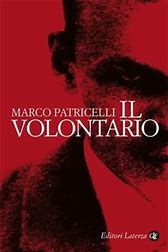 MARCO PATRICELLI IL
VOLONTARIO
Editori Laterza